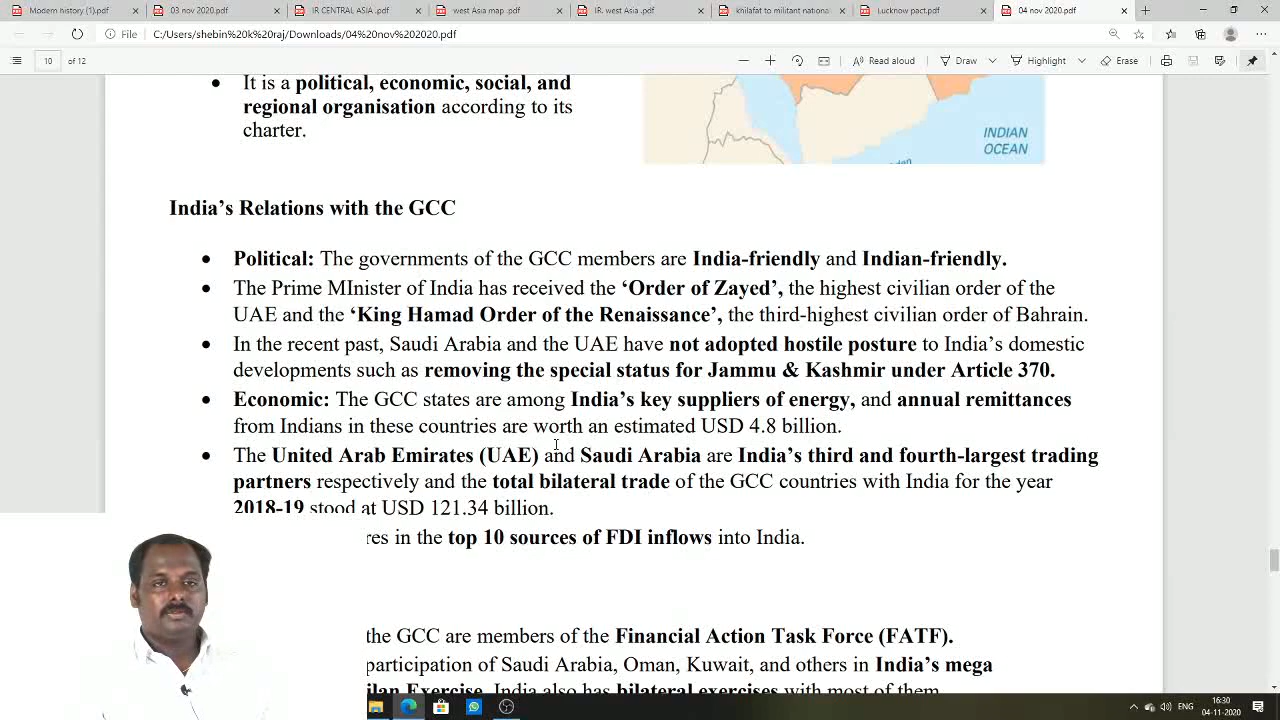 Modern history (1).pdf
03 nov 2020.pdf
IR CENTRAL ASIA .pdf
west Asia map .pdf
IR. west Asia .pdf
khilafat to militant nationa
Lucknow pact.pdf
04 nov 2020.pdf
File C:/Users/shebin%20k%20raj/Downloads/04%20nov%202020.pdf
10 of 12
Read aloud Draw Highlight Erase
• It is a political, economic, social, and
regional organisation according to its
charter.
INDIAN
OCEAN
India's Relations with the GCC
• Political: The governments of the GCC members are India-friendly and Indian-friendly.
• The Prime MInister of India has received the ‘Order of Zayed’, the highest civilian order of the
UAE and the ‘King Hamad Order of the Renaissance’, the third-highest civilian order of Bahrain.
• In the recent past, Saudi Arabia and the UAE have not adopted hostile posture to India’s domestic
developments such as removing the special status for Jammu & Kashmir under Article 370.
• Economic: The GCC states are among India’s key suppliers of energy, and annual remittances
from Indians in these countries are worth an estimated USD 4.8 billion.
• The United Arab Emirates (UAE) and Saudi Arabia are India’s third and fourth-largest trading
partners respectively and the total bilateral trade of the GCC countries with India for the year
2018-19 stood at USD 121.34 billion.
res in the top 10 sources of FDI inflows into India.
the GCC are members of the Financial Action Task Force (FATF).
participation of Saudi Arabia, Oman, Kuwait, and others in India’s mega
ilan Exercise. India also has bilateral exercises with most of them
ENG
16:30
04-11-2020